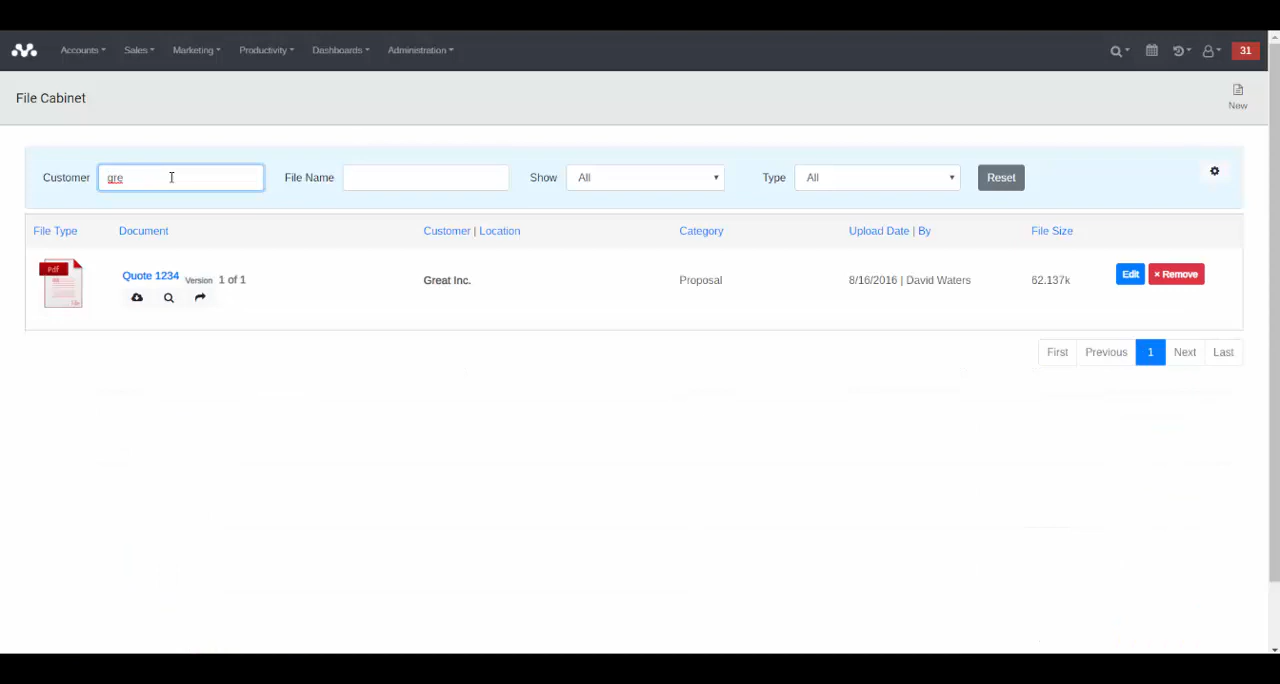 Accounts Sales Marketing Productivity Dashboards Administration 31
File Cabinet New
Customer gre File Name Show All Type All Reset
File Type Document Customer | Location Category Upload Date | By File Size
Pdf Quote 1234 Version 1 of 1 Great Inc. Proposal 8/16/2016 | David Waters 62.137k Edit × Remove
First Previous 1 Next Last